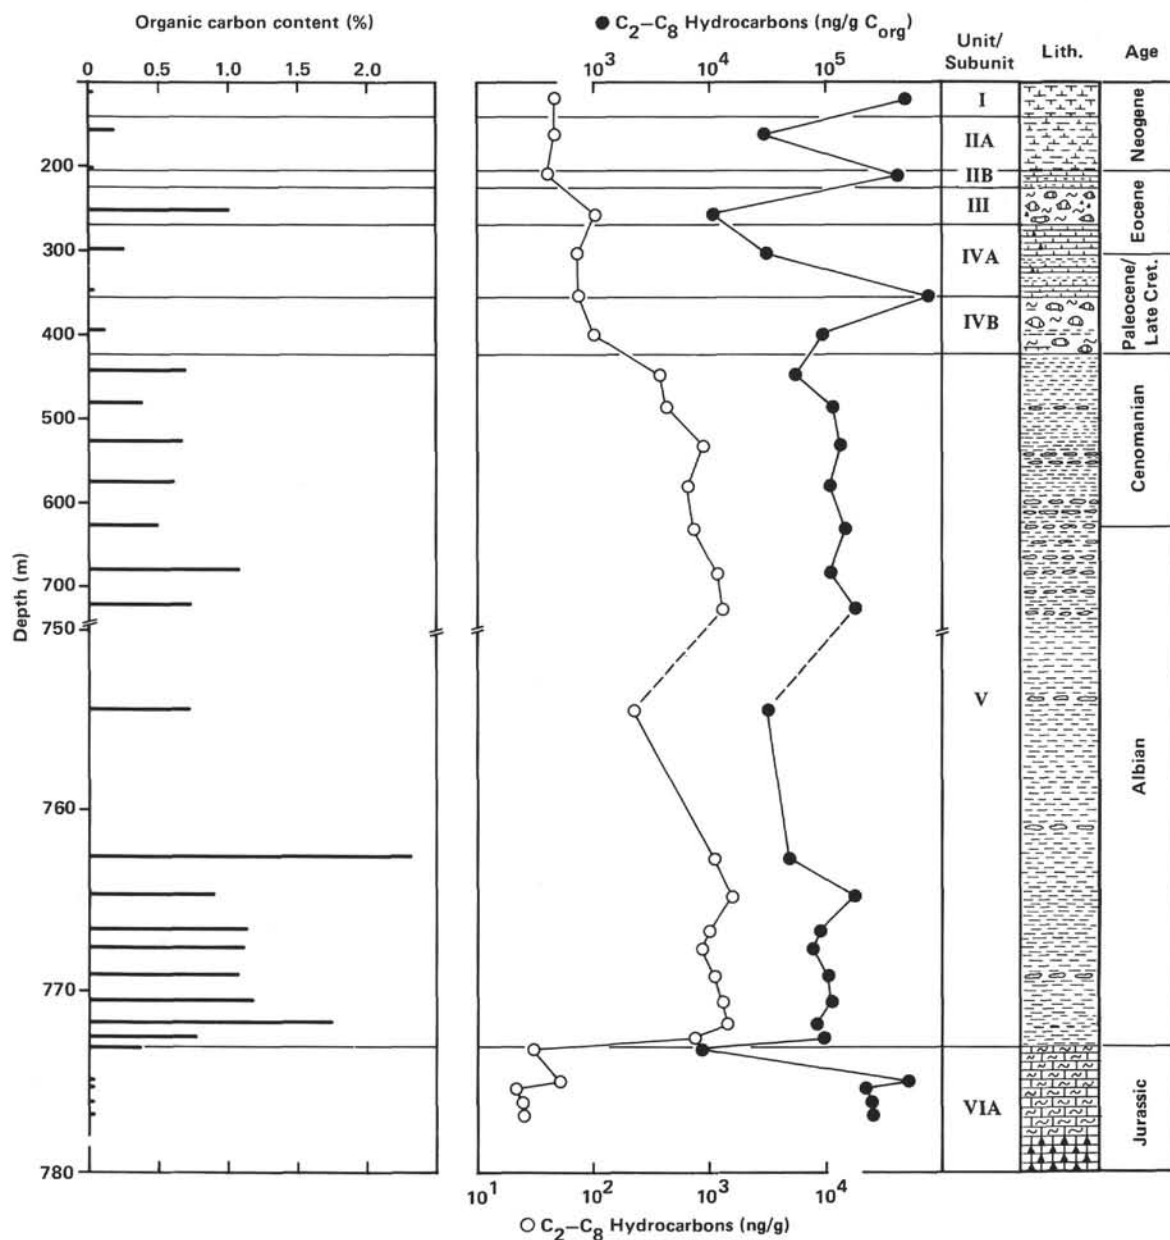 Organic carbon content (%)
● C2–C8 Hydrocarbons (ng/g Corg)
Unit/
Subunit
Lith.
Age
0 0.5 1.0 1.5 2.0
10^3 10^4 10^5
I
IIA
IIB
III
IVA
IVB
V
VIA
Neogene
Eocene
Paleocene/
Late Cret.
Cenomanian
Albian
Jurassic
Depth (m)
200
300
400
500
600
700
750
760
770
780
10^1 10^2 10^3 10^4
○ C2–C8 Hydrocarbons (ng/g)